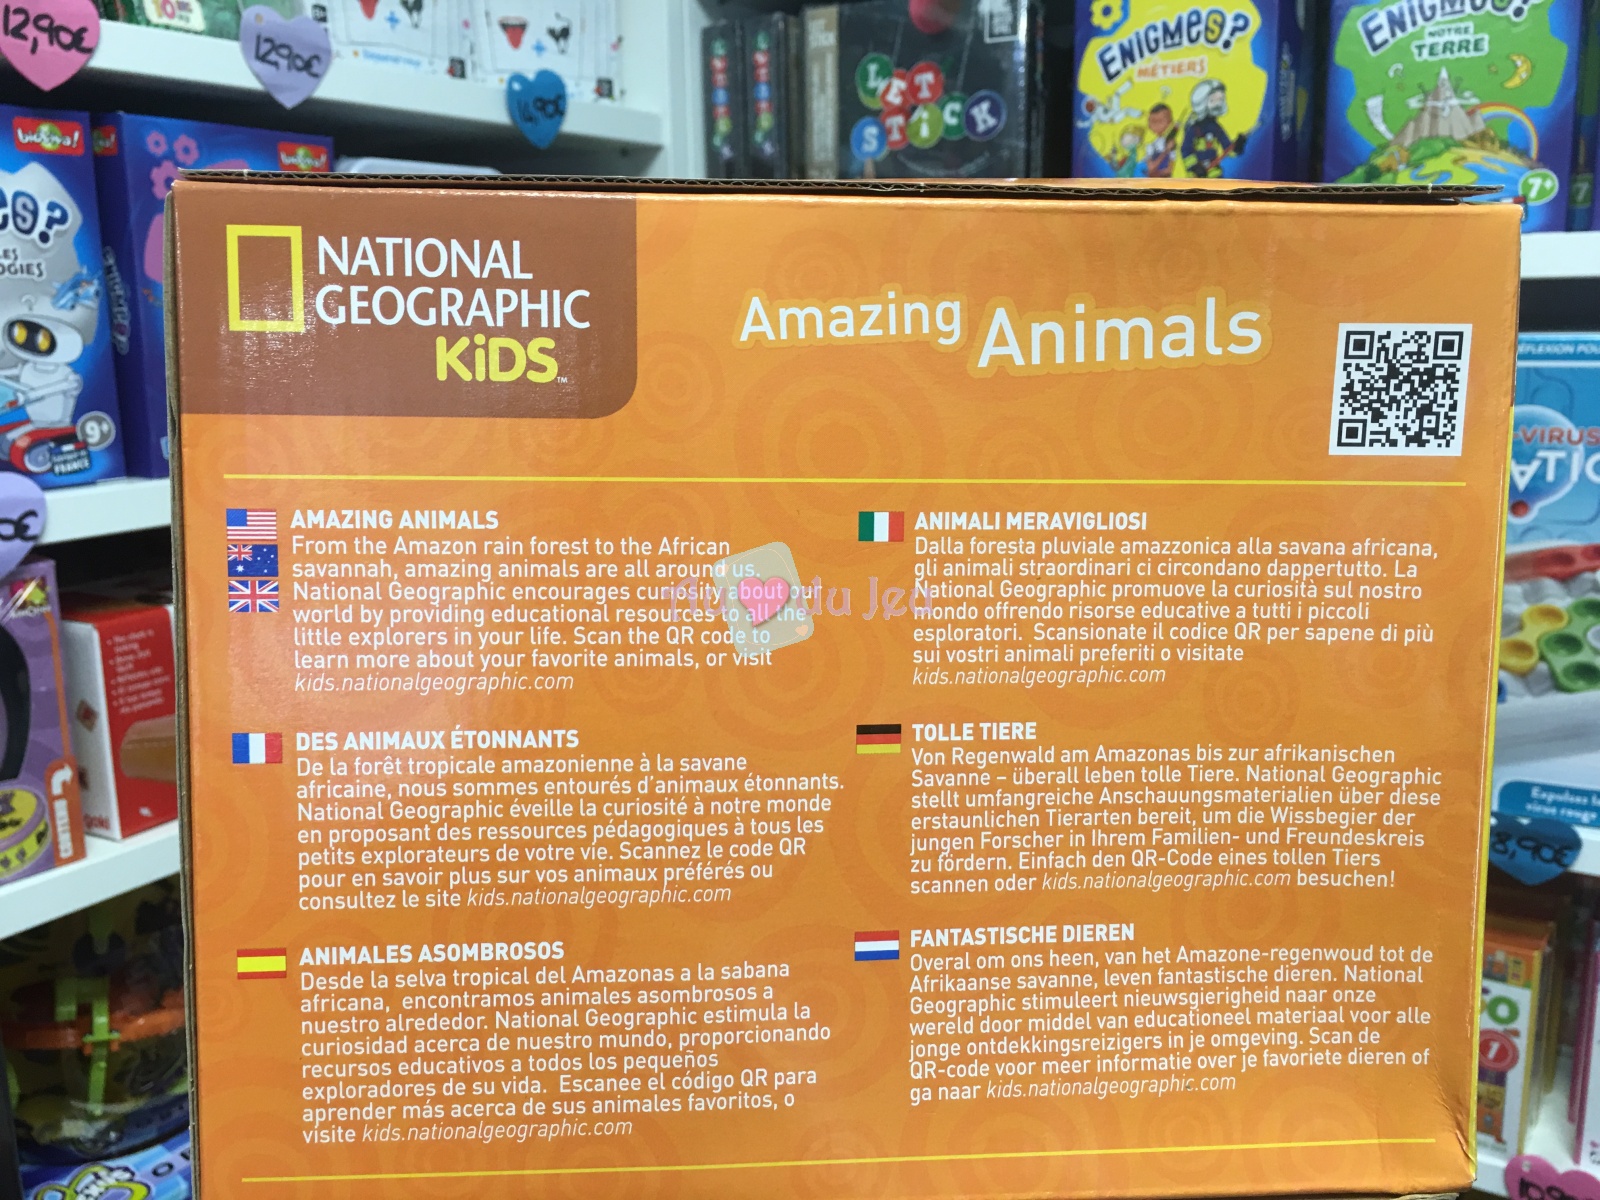 12,90€
12,90€
14,90€
bioviva!
bioviva!
LET
STICK
ENIGMES?
MÉTIERS
ENIGMES?
NOTRE
TERRE
7+
9+
FRANCE
NATIONAL
GEOGRAPHIC
KiDS™
Amazing Animals
AMAZING ANIMALS
From the Amazon rain forest to the African
savannah, amazing animals are all around us.
National Geographic encourages curiosity about our
world by providing educational resources to all the
little explorers in your life. Scan the QR code to
learn more about your favorite animals, or visit
kids.nationalgeographic.com
DES ANIMAUX ÉTONNANTS
De la forêt tropicale amazonienne à la savane
africaine, nous sommes entourés d'animaux étonnants.
National Geographic éveille la curiosité à notre monde
en proposant des ressources pédagogiques à tous les
petits explorateurs de votre vie. Scannez le code QR
pour en savoir plus sur vos animaux préférés ou
consultez le site kids.nationalgeographic.com
ANIMALES ASOMBROSOS
Desde la selva tropical del Amazonas a la sabana
africana, encontramos animales asombrosos a
nuestro alrededor. National Geographic estimula la
curiosidad acerca de nuestro mundo, proporcionando
recursos educativos a todos los pequeños
exploradores de su vida. Escanee el código QR para
aprender más acerca de sus animales favoritos, o
visite kids.nationalgeographic.com
ANIMALI MERAVIGLIOSI
Dalla foresta pluviale amazzonica alla savana africana,
gli animali straordinari ci circondano dappertutto. La
National Geographic promuove la curiosità sul nostro
mondo offrendo risorse educative a tutti i piccoli
esploratori. Scansionate il codice QR per sapene di più
sui vostri animali preferiti o visitate
kids.nationalgeographic.com
TOLLE TIERE
Von Regenwald am Amazonas bis zur afrikanischen
Savanne – überall leben tolle Tiere. National Geographic
stellt umfangreiche Anschauungsmaterialien über diese
erstaunlichen Tierarten bereit, um die Wissbegier der
jungen Forscher in Ihrem Familien- und Freundeskreis
zu fördern. Einfach den QR-Code eines tollen Tiers
scannen oder kids.nationalgeographic.com besuchen!
FANTASTISCHE DIEREN
Overal om ons heen, van het Amazone-regenwoud tot de
Afrikaanse savanne, leven fantastische dieren. National
Geographic stimuleert nieuwsgierigheid naar onze
wereld door middel van educationeel materiaal voor alle
jonge ontdekkingsreizigers in je omgeving. Scan de
QR-code voor meer informatie over je favoriete dieren of
ga naar kids.nationalgeographic.com
Au du Jeu
VIRUS